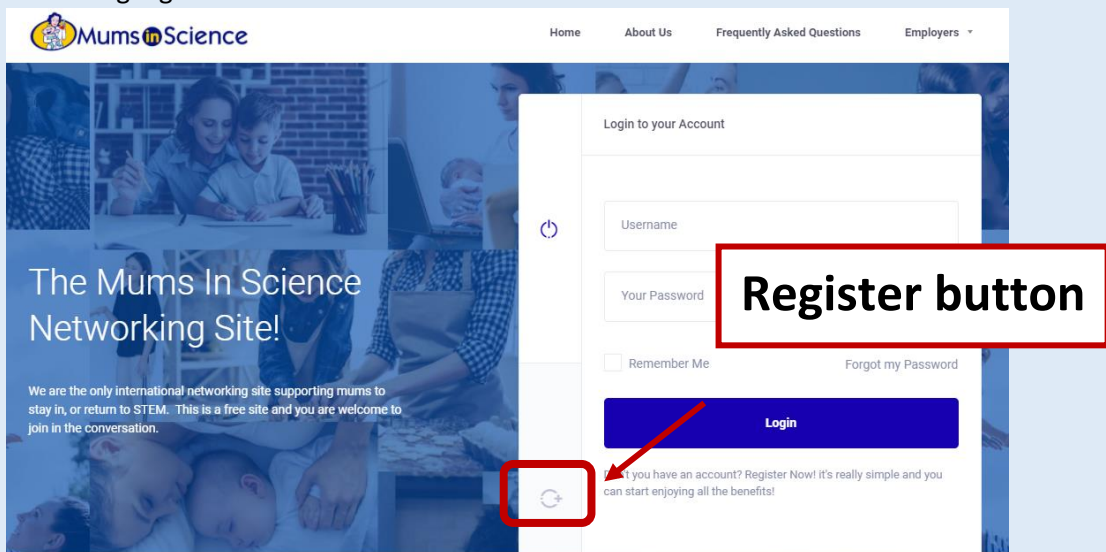 Mums in Science
Home About Us Frequently Asked Questions Employers
Login to your Account
Username
Your Password
Register button
Remember Me Forgot my Password
Login
you have an account? Register Now! it's really simple and you
can start enjoying all the benefits!
The Mums In Science
Networking Site!
We are the only international networking site supporting mums to
stay in, or return to STEM. This is a free site and you are welcome to
join in the conversation.